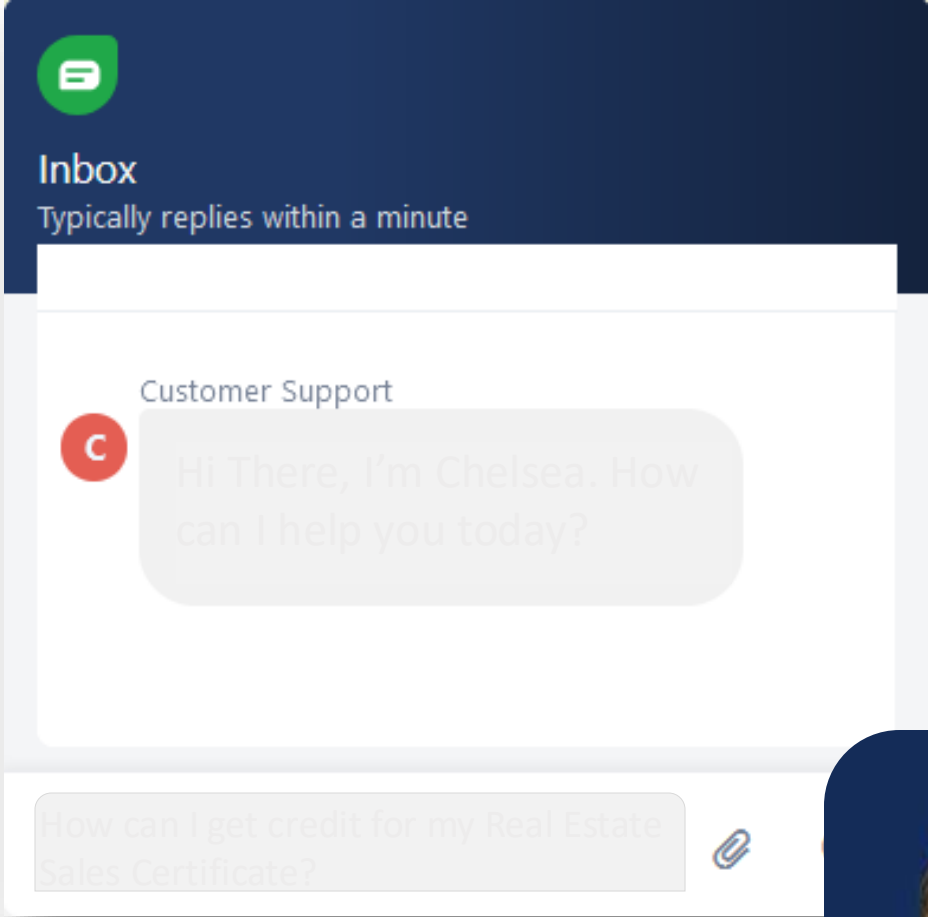 Inbox
Typically replies within a minute
Customer Support
C
Hi There, I’m Chelsea. How
can I help you today?
How can I get credit for my Real Estate
Sales Certificate?